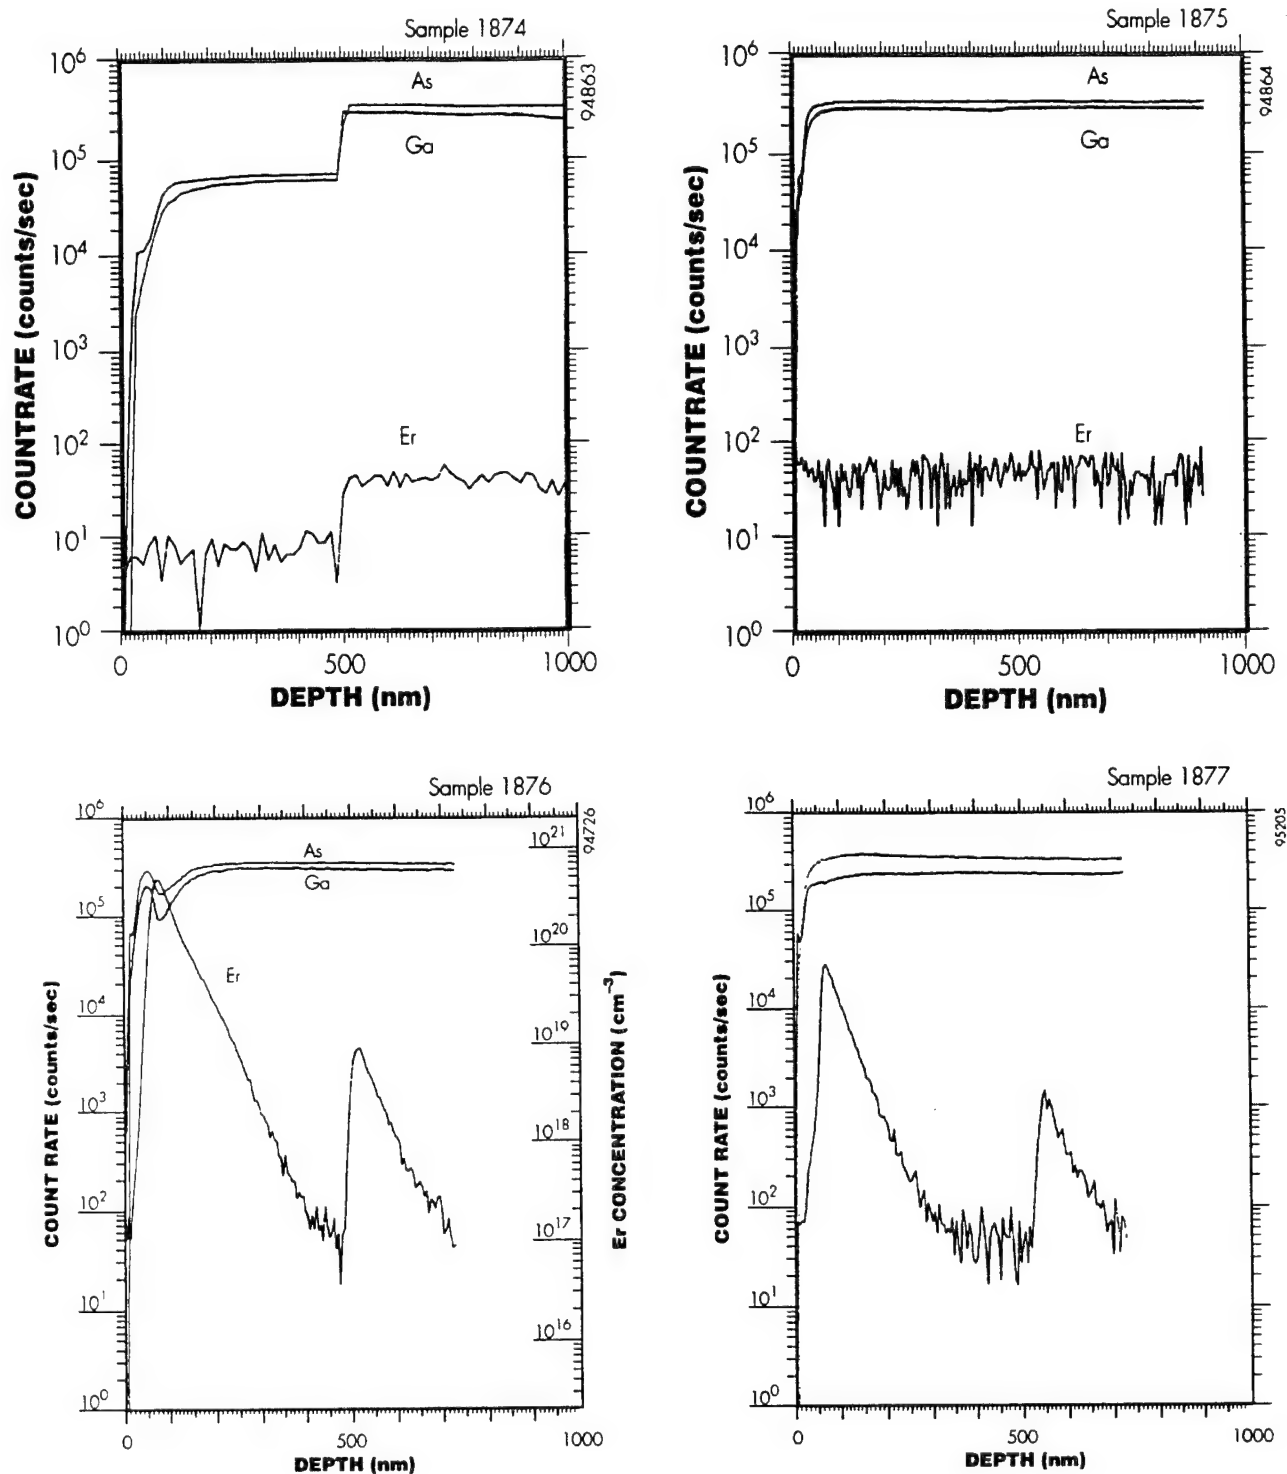 Sample 1874
94863
As
Ga
Er
COUNTRATE (counts/sec)
10^6
10^5
10^4
10^3
10^2
10^1
10^0
0 500 1000
DEPTH (nm)
Sample 1875
94864
As
Ga
Er
COUNTRATE (counts/sec)
10^6
10^5
10^4
10^3
10^2
10^1
10^0
0 500 1000
DEPTH (nm)
Sample 1876
94726
As
Ga
Er
COUNT RATE (counts/sec)
10^6
10^5
10^4
10^3
10^2
10^1
10^0
10^21
10^20
10^19
10^18
10^17
10^16
Er CONCENTRATION (cm^-3)
0 500 1000
DEPTH (nm)
Sample 1877
95205
COUNT RATE (counts/sec)
10^6
10^5
10^4
10^3
10^2
10^1
10^0
0 500 1000
DEPTH (nm)